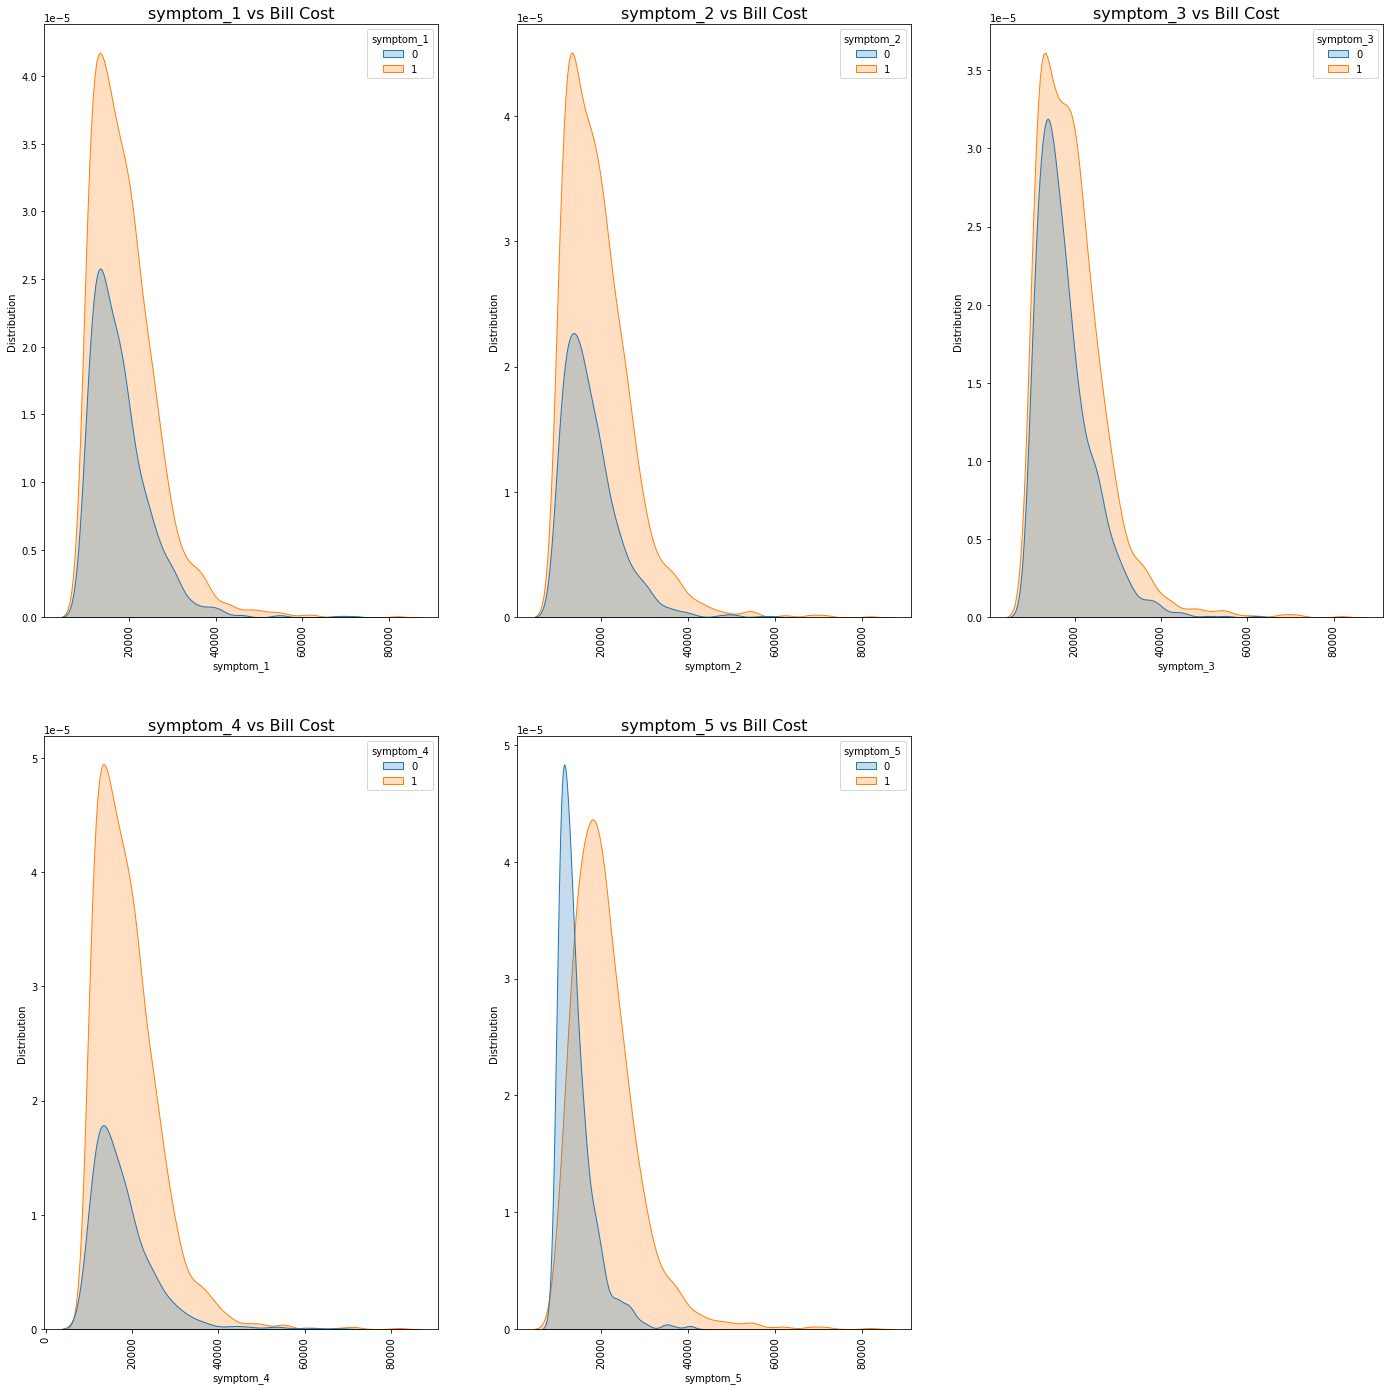 symptom_1 vs Bill Cost
1e−5
symptom_1
0
1
4.0
3.5
3.0
2.5
2.0
1.5
1.0
0.5
0.0
Distribution
20000
40000
60000
80000
symptom_1
symptom_2 vs Bill Cost
1e−5
symptom_2
0
1
4
3
2
1
0
Distribution
20000
40000
60000
80000
symptom_2
symptom_3 vs Bill Cost
1e−5
symptom_3
0
1
3.5
3.0
2.5
2.0
1.5
1.0
0.5
0.0
Distribution
20000
40000
60000
80000
symptom_3
symptom_4 vs Bill Cost
1e−5
symptom_4
0
1
5
4
3
2
1
0
Distribution
0
20000
40000
60000
80000
symptom_4
symptom_5 vs Bill Cost
1e−5
symptom_5
0
1
5
4
3
2
1
0
Distribution
20000
40000
60000
80000
symptom_5